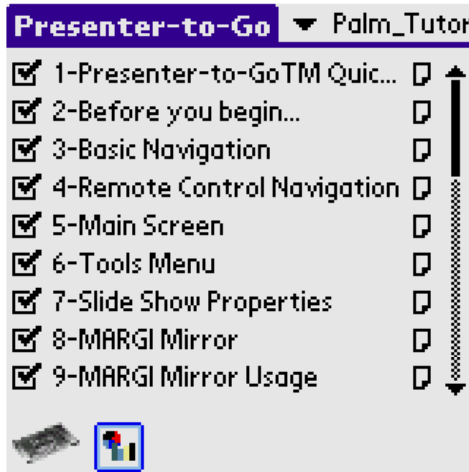 Presenter-to-Go Palm_Tutor
1-Presenter-to-GoTM Quic...
2-Before you begin...
3-Basic Navigation
4-Remote Control Navigation
5-Main Screen
6-Tools Menu
7-Slide Show Properties
8-MARGI Mirror
9-MARGI Mirror Usage